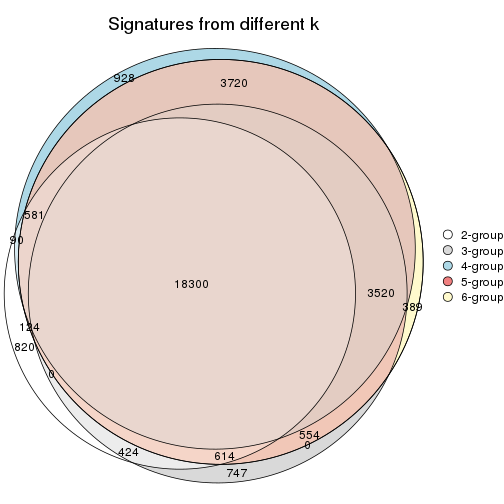 Signatures from different k
928
3720
581
90
18300
3520
389
124
820
0
554
0
424
614
747
2-group
3-group
4-group
5-group
6-group